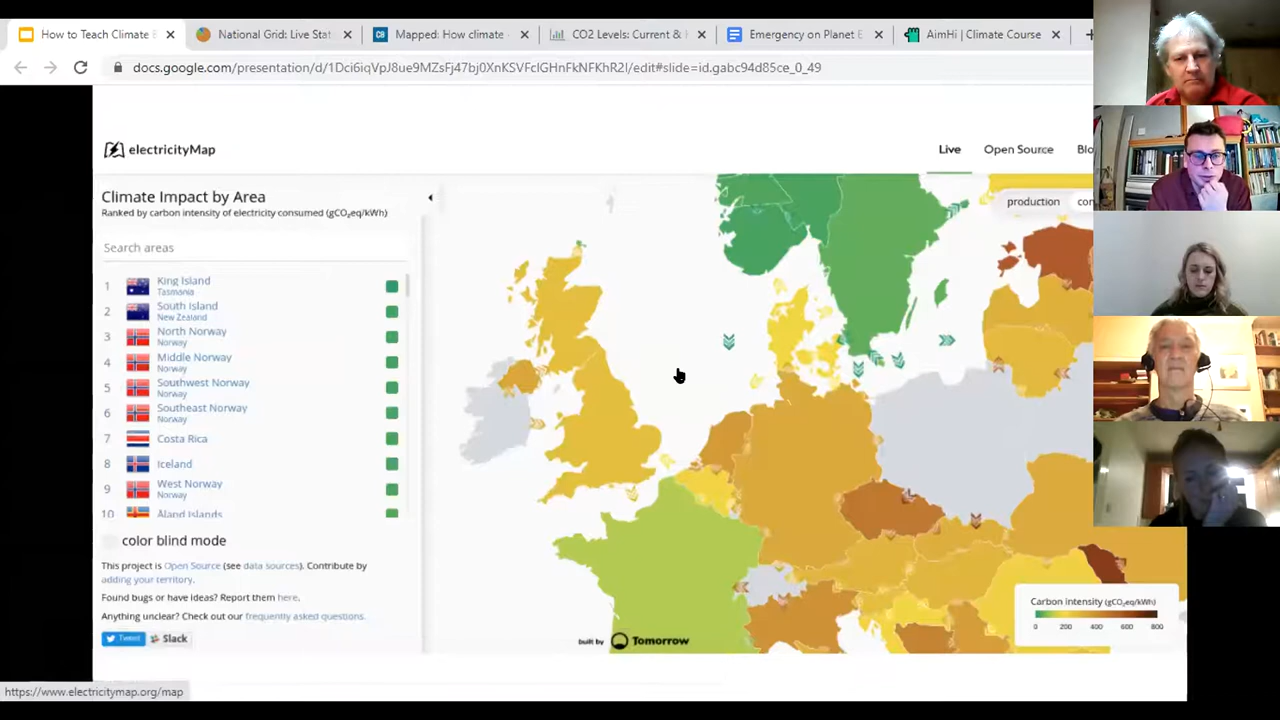 How to Teach Climate E
National Grid: Live Stat
Mapped: How climate
CO2 Levels: Current &
Emergency on Planet E
AimHi | Climate Course
docs.google.com/presentation/d/1Dci6iqVpJ8ue9MZsFj47bj0JrKSVFclGHnFkNFKhR2I/edit#slide=id.gabc94d85ce_0_49
electricityMap
Live
Open Source
Blo
Climate Impact by Area
Ranked by carbon intensity of electricity consumed (gCO₂eq/kWh)
Search areas
production
con
1
King Island
Tasmania
2
South Island
New Zealand
3
North Norway
Norway
4
Middle Norway
Norway
5
Southwest Norway
Norway
6
Southeast Norway
Norway
7
Costa Rica
8
Iceland
9
West Norway
Norway
10
Åland Islands
color blind mode
This project is Open Source (see data sources). Contribute by
adding your territory.
Found bugs or have ideas? Report them here.
Anything unclear? Check out our frequently asked questions.
Tweet
Slack
built by Tomorrow
Carbon intensity (gCO₂eq/kWh)
0 200 400 600 800
https://www.electricitymap.org/map